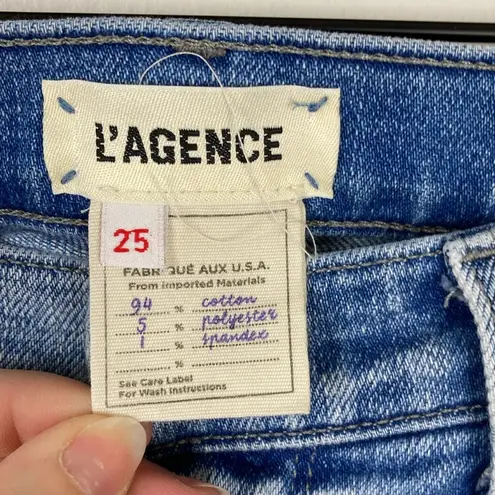 L'AGENCE
25
FABRIQUÉ AUX U.S.A.
From Imported Materials
94 % cotton
5 % polyester
1 % spandex
%
%
See Care Label
For Wash Instructions